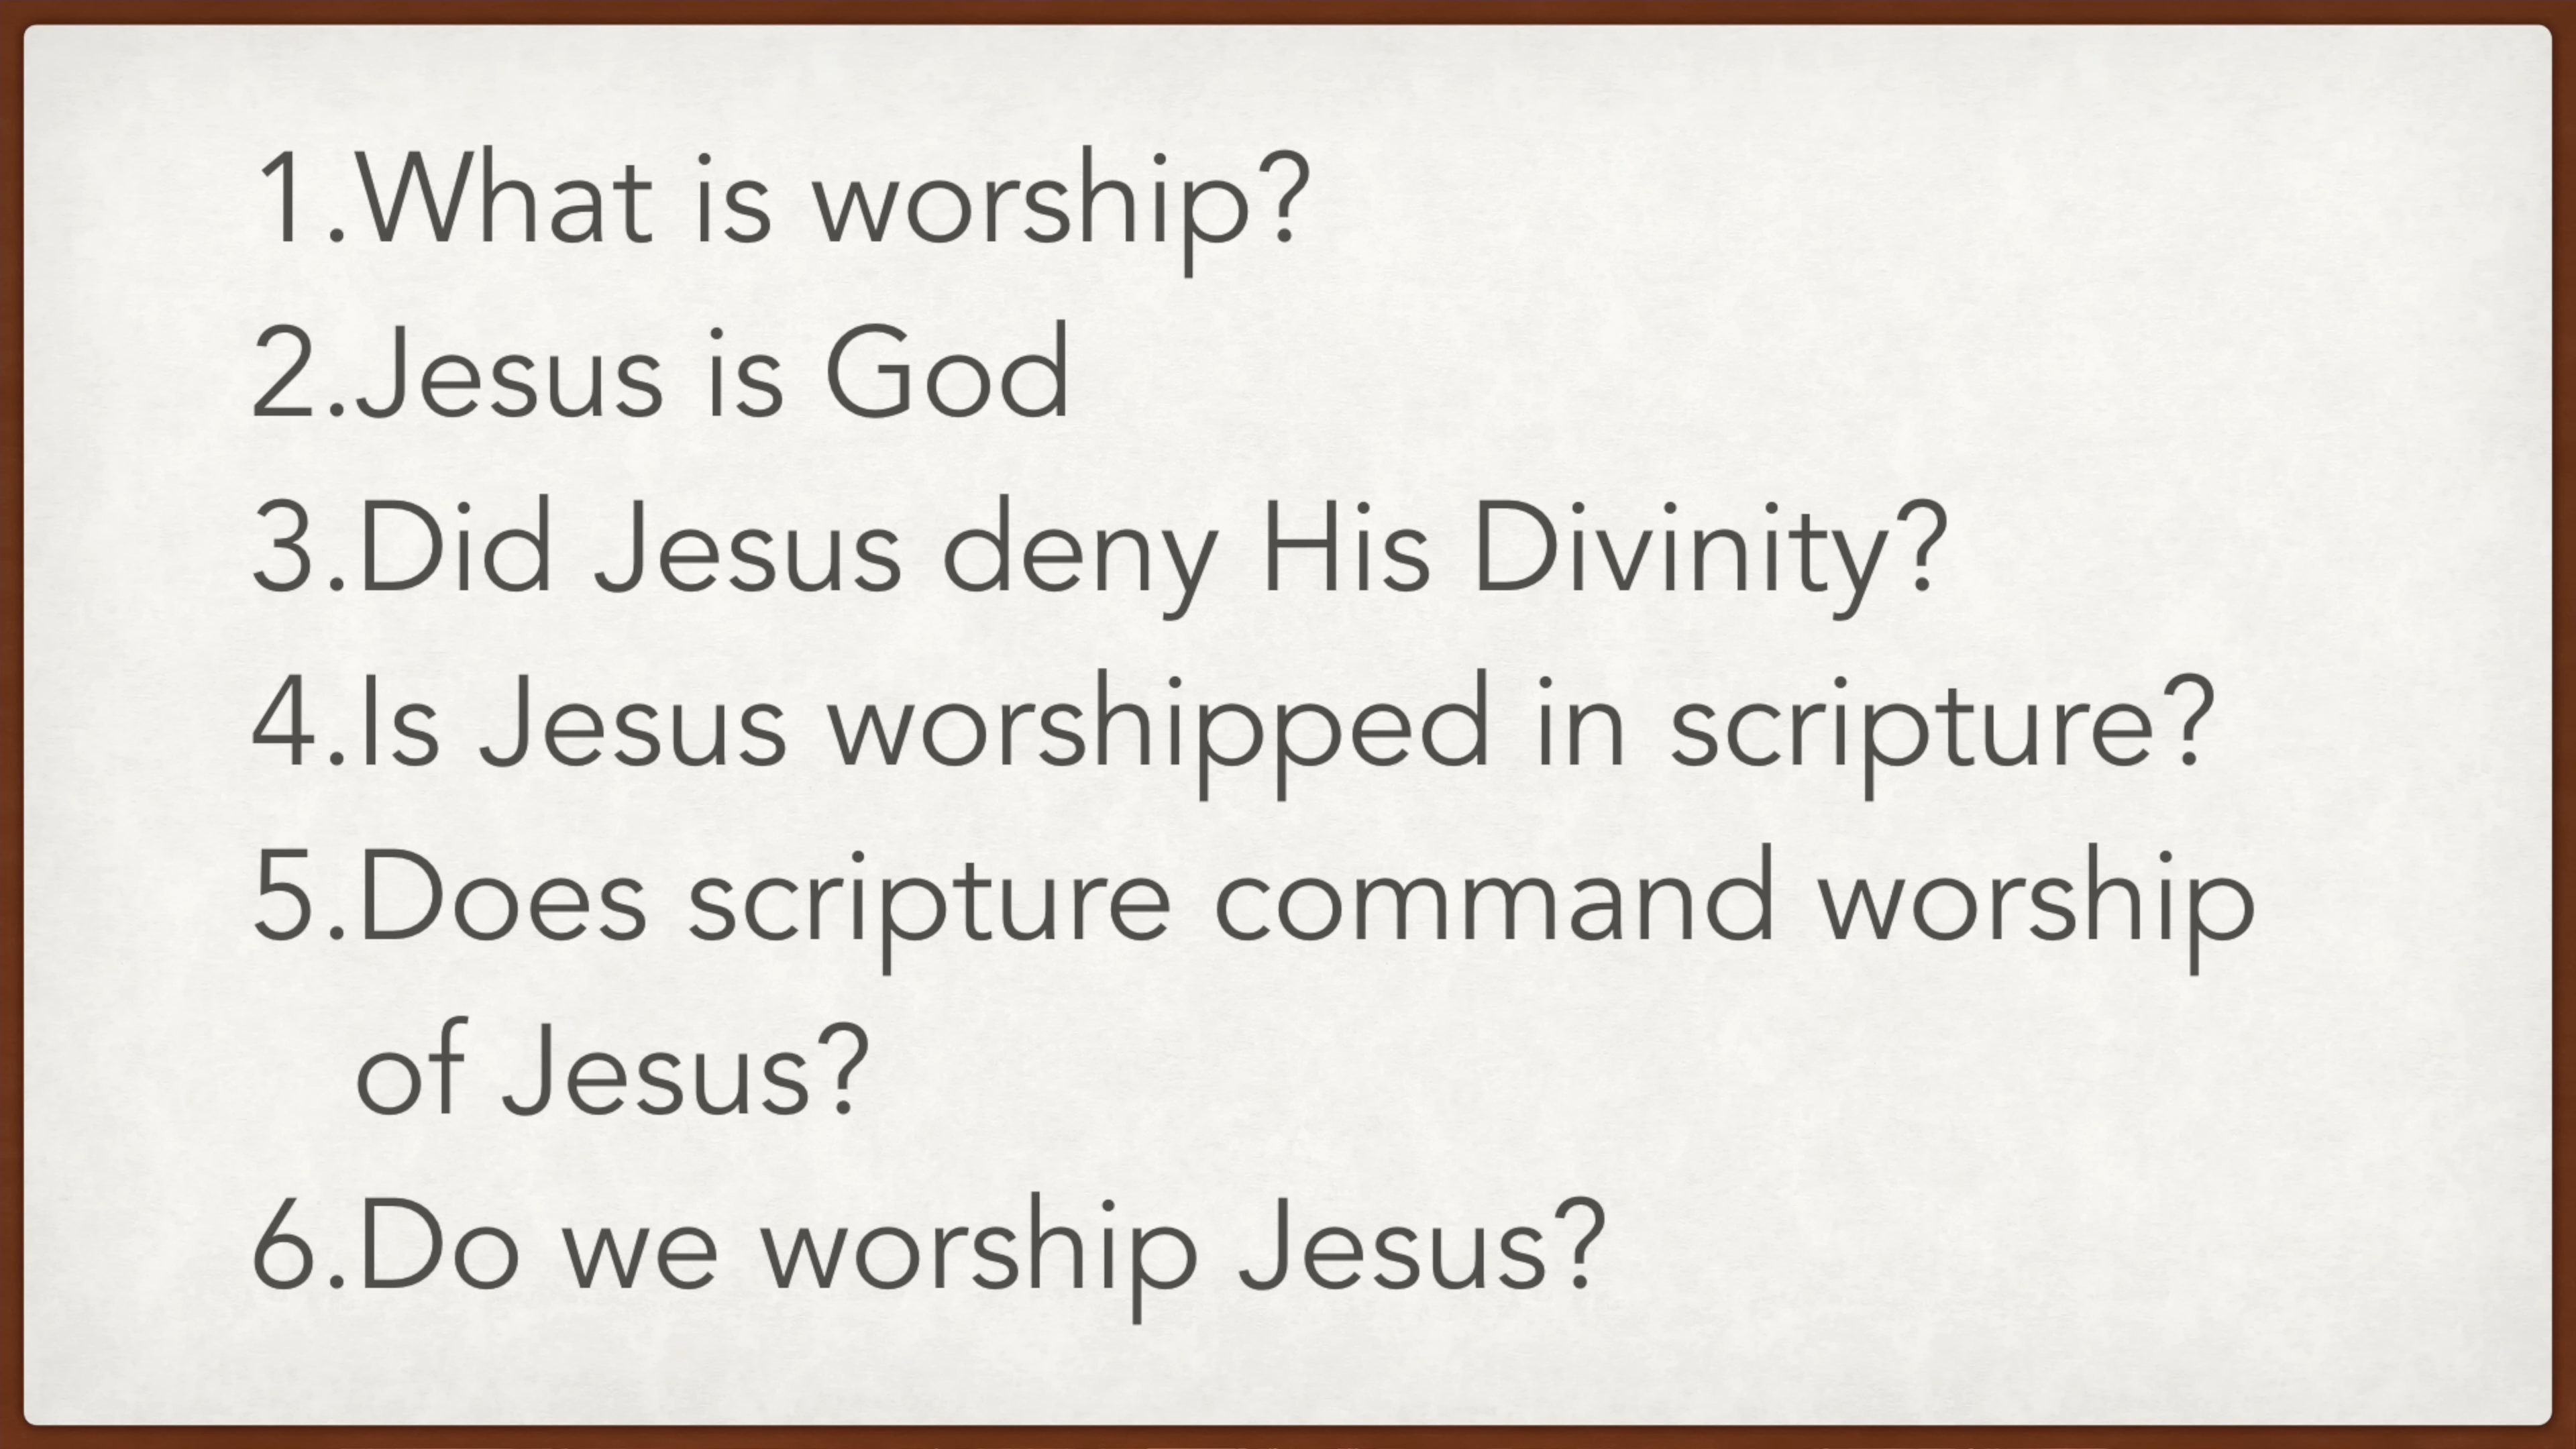 1.What is worship?
2.Jesus is God
3.Did Jesus deny His Divinity?
4.Is Jesus worshipped in scripture?
5.Does scripture command worship
of Jesus?
6.Do we worship Jesus?